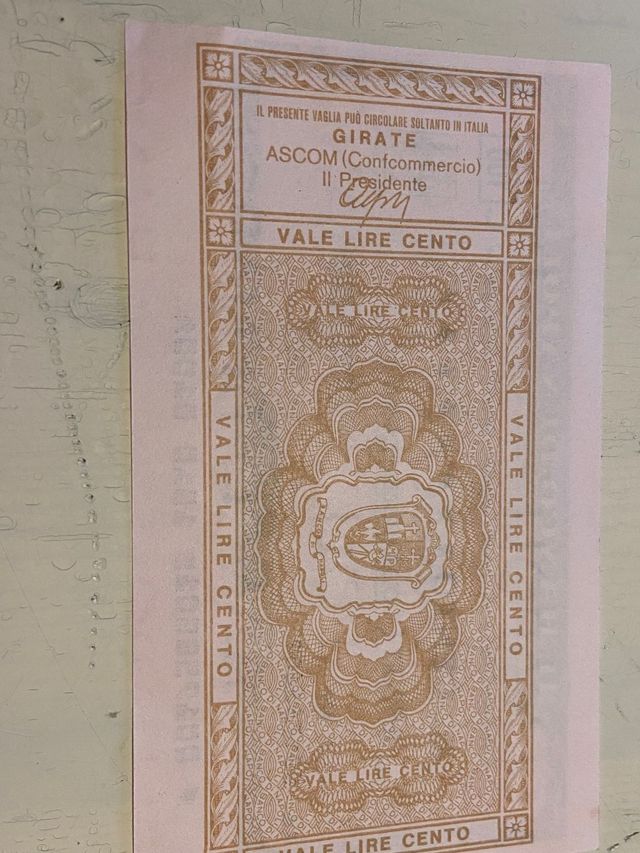 IL PRESENTE VAGLIA PUÒ CIRCOLARE SOLTANTO IN ITALIA
GIRATE
ASCOM (Confcommercio)
Il Presidente
VALE LIRE CENTO
VALE LIRE CENTO
VALE LIRE CENTO
VALE LIRE CENTO
VALE LIRE CENTO
VALE LIRE CENTO